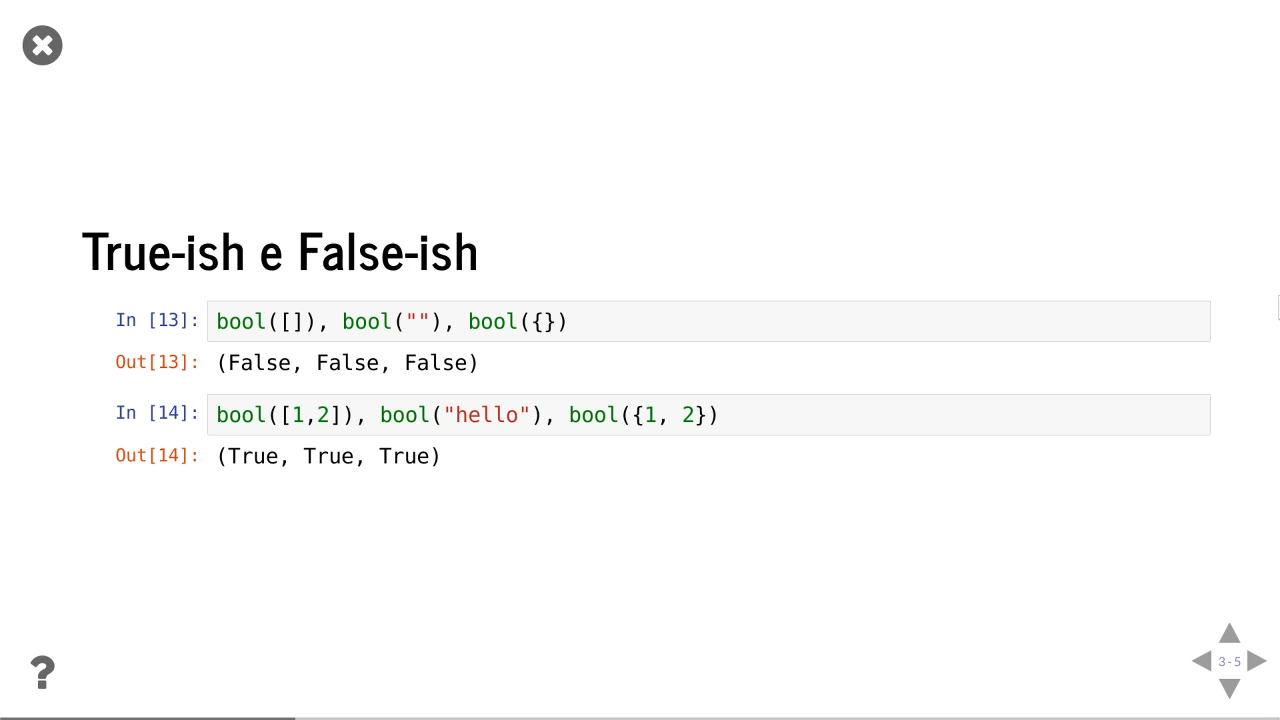 True-ish e False-ish
In [13]: bool([]), bool(""), bool({})
Out[13]: (False, False, False)
In [14]: bool([1,2]), bool("hello"), bool({1, 2})
Out[14]: (True, True, True)
?
3-5